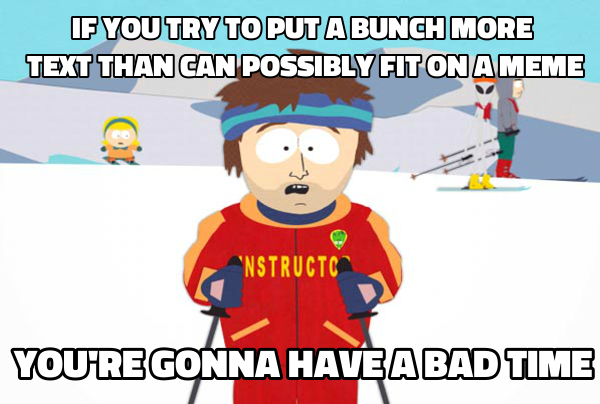 IF YOU TRY TO PUT A BUNCH MORE
TEXT THAN CAN POSSIBLY FIT ON A MEME
INSTRUCTO
YOU'RE GONNA HAVE A BAD TIME